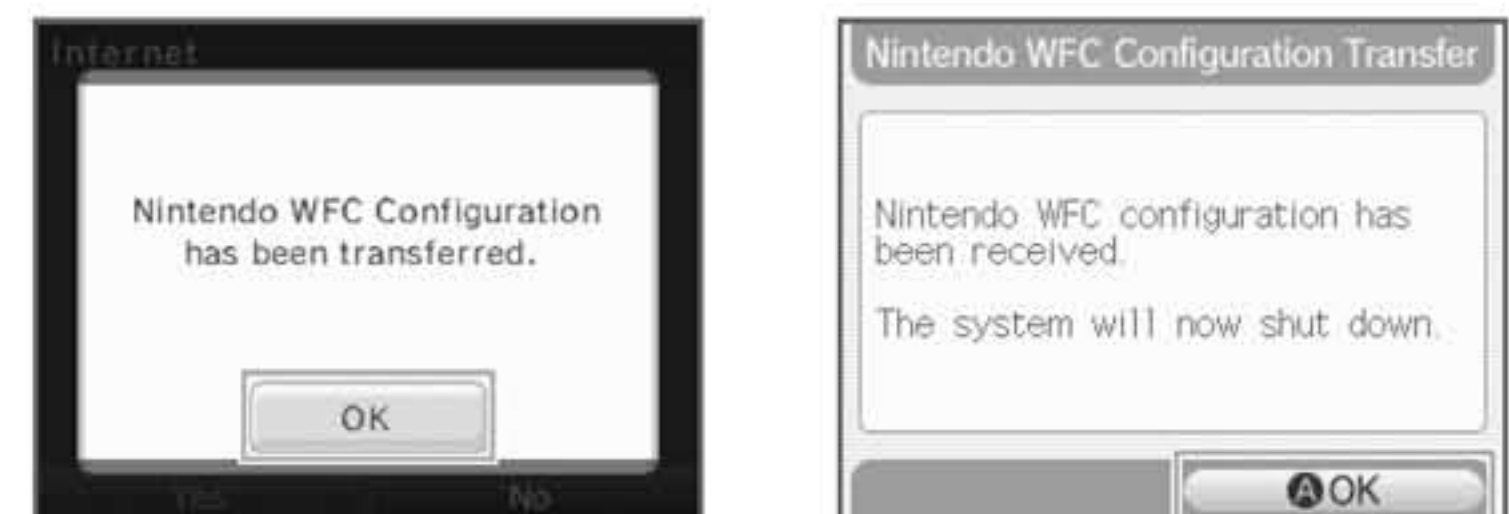 Internet
Nintendo WFC Configuration
has been transferred.
OK
Yes
No
Nintendo WFC Configuration Transfer
Nintendo WFC configuration has
been received.
The system will now shut down.
A OK